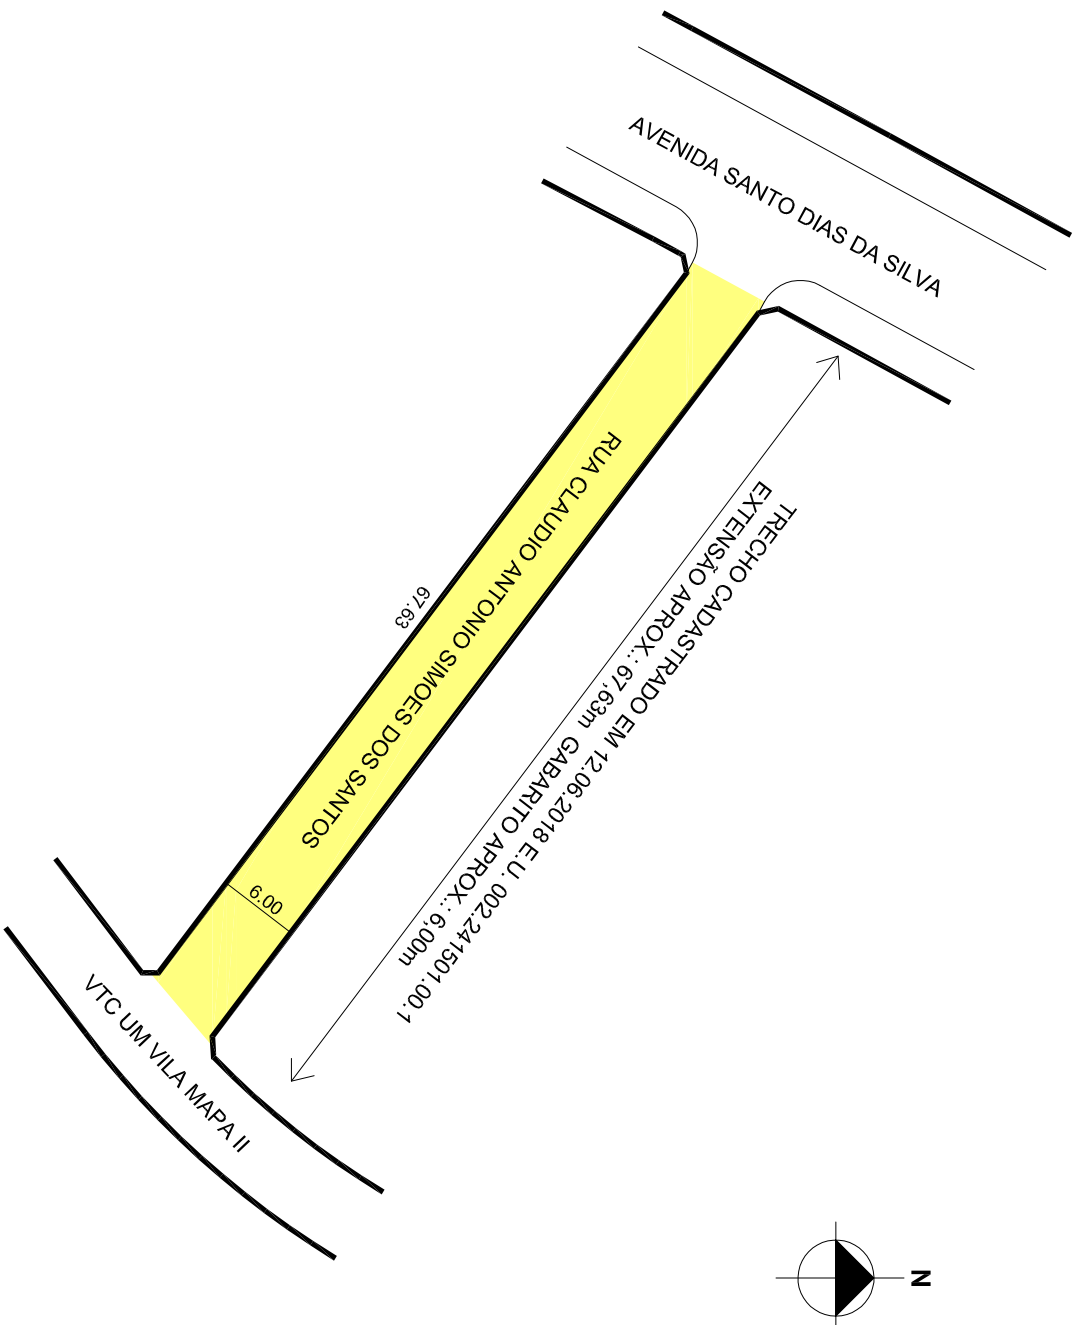 AVENIDA SANTO DIAS DA SILVA
RUA CLAUDIO ANTONIO SIMOES DOS SANTOS
67.63
TRECHO CADASTRADO EM 12.06.2018 E.U. 002.241501.00.1
EXTENSÃO APROX.: 67,63m GABARITO APROX.: 6,00m
6.00
VTC UM VILA MAPA II
N